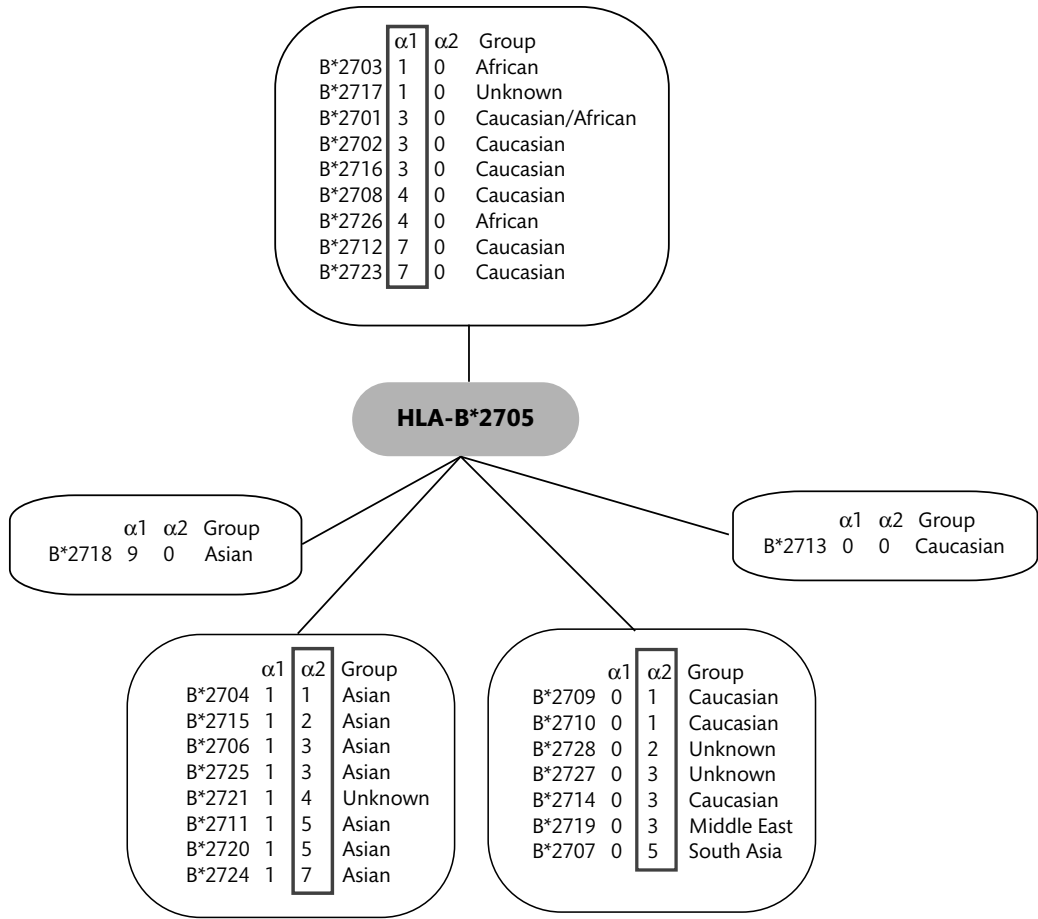 α1 α2 Group
B*2703 1 0 African
B*2717 1 0 Unknown
B*2701 3 0 Caucasian/African
B*2702 3 0 Caucasian
B*2716 3 0 Caucasian
B*2708 4 0 Caucasian
B*2726 4 0 African
B*2712 7 0 Caucasian
B*2723 7 0 Caucasian
HLA-B*2705
α1 α2 Group
B*2718 9 0 Asian
α1 α2 Group
B*2713 0 0 Caucasian
α1 α2 Group
B*2704 1 1 Asian
B*2715 1 2 Asian
B*2706 1 3 Asian
B*2725 1 3 Asian
B*2721 1 4 Unknown
B*2711 1 5 Asian
B*2720 1 5 Asian
B*2724 1 7 Asian
α1 α2 Group
B*2709 0 1 Caucasian
B*2710 0 1 Caucasian
B*2728 0 2 Unknown
B*2727 0 3 Unknown
B*2714 0 3 Caucasian
B*2719 0 3 Middle East
B*2707 0 5 South Asia